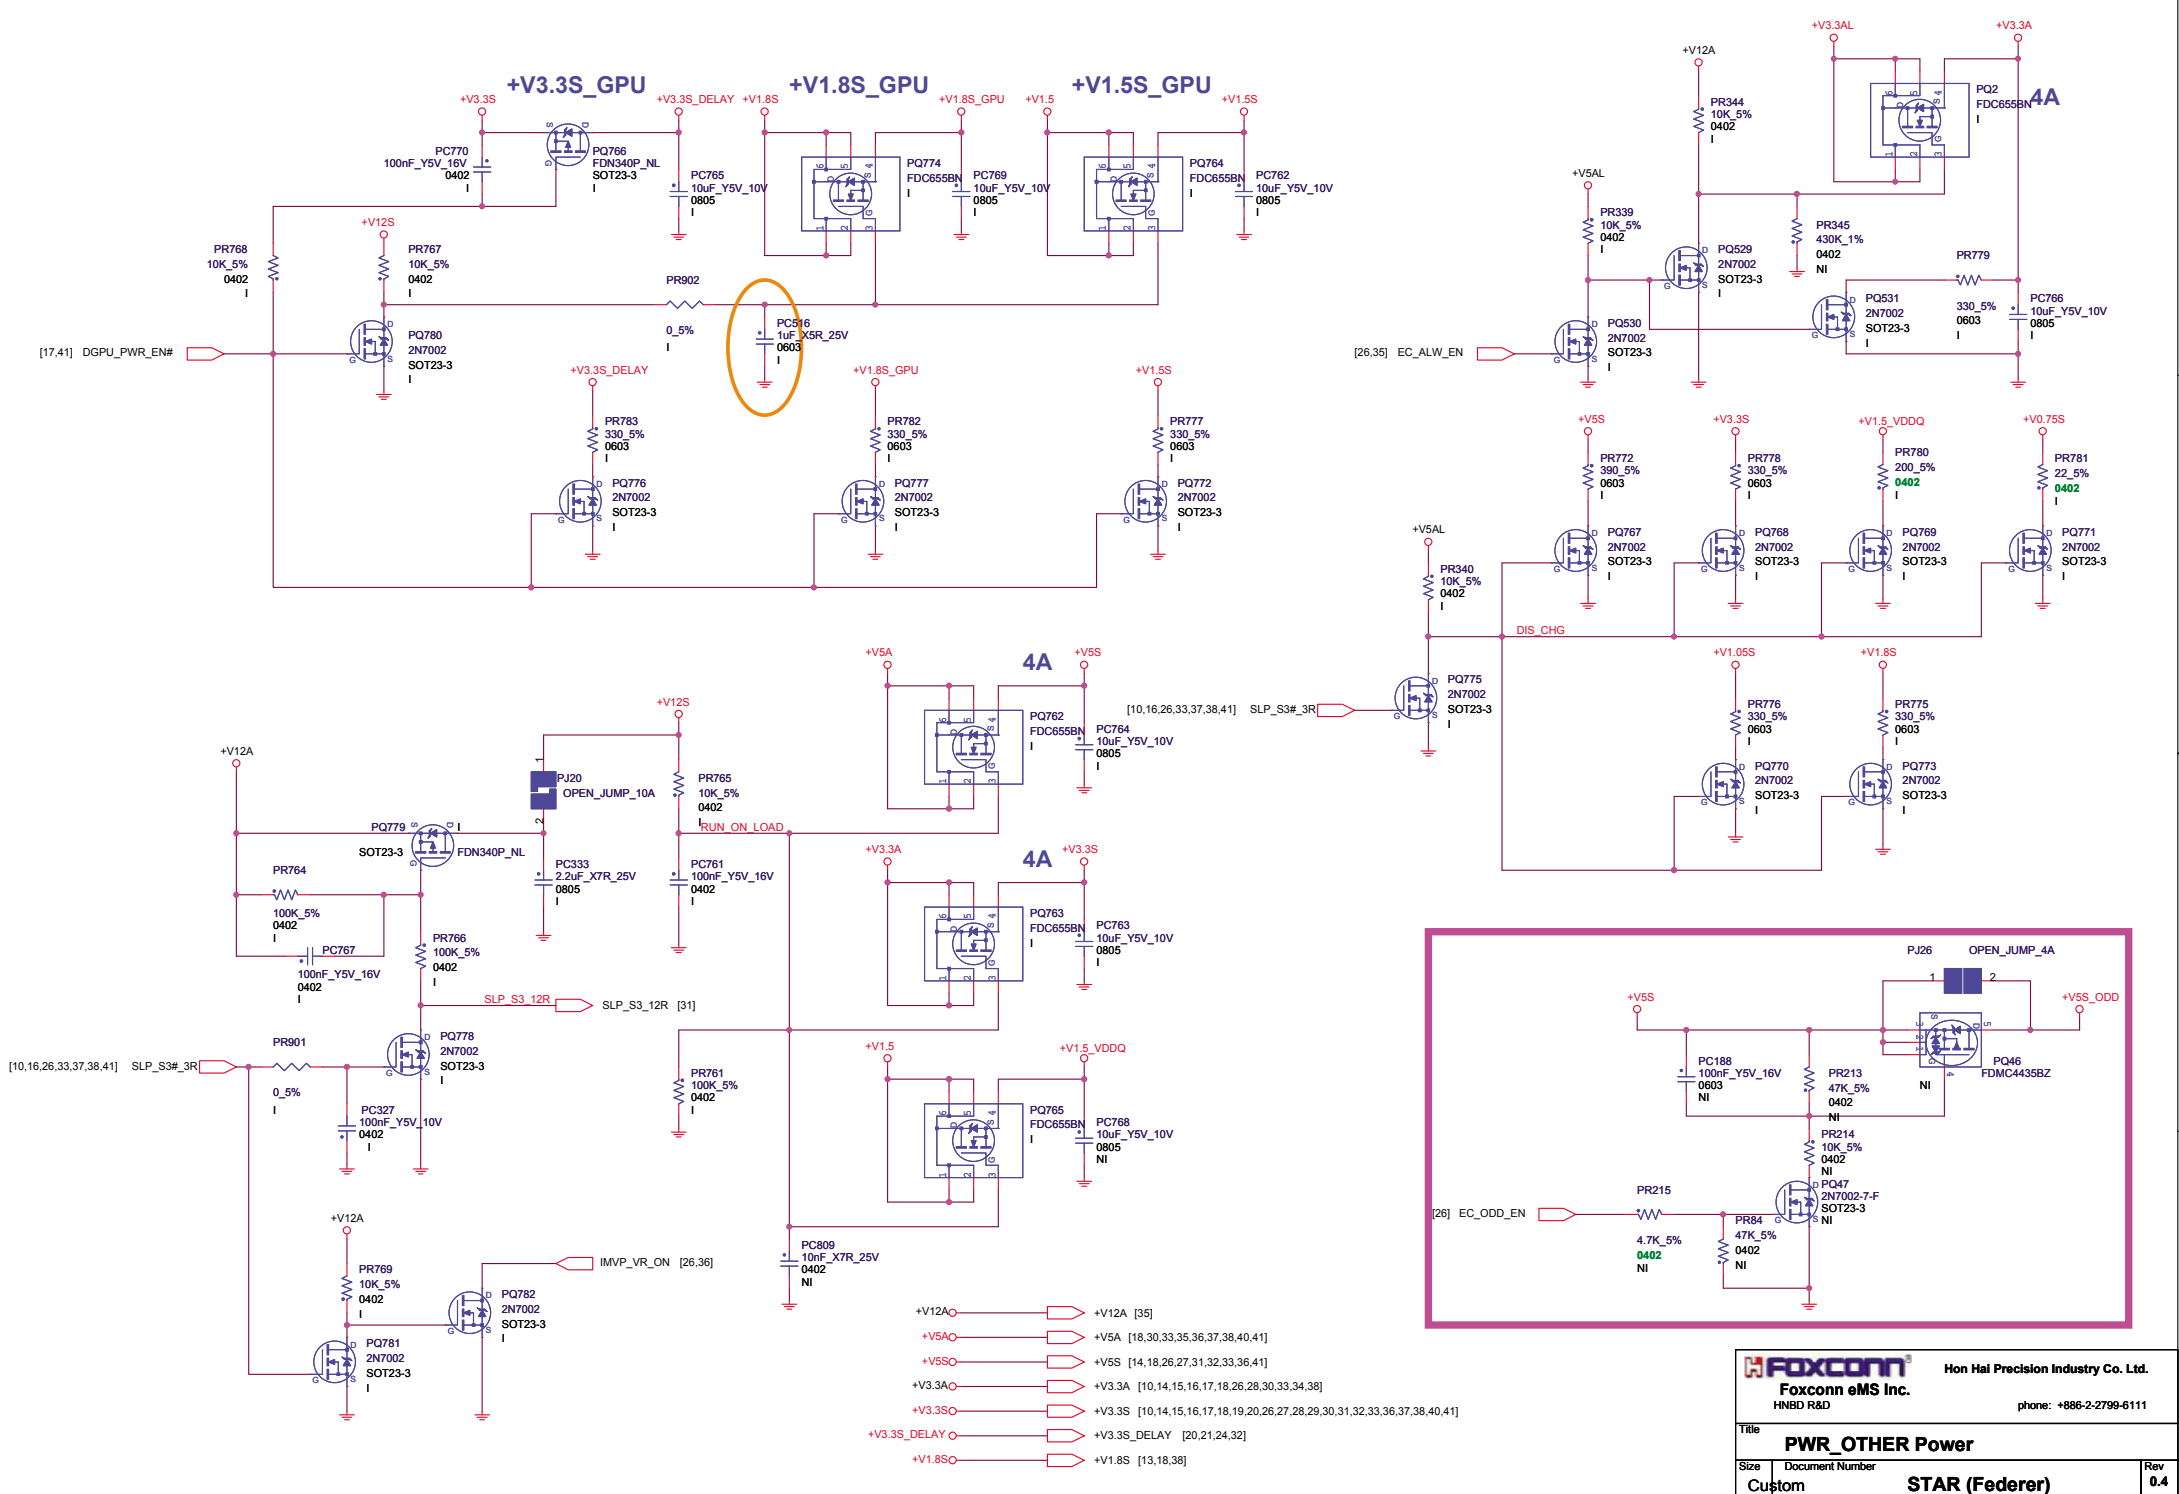 +V3.3S_GPU
+V1.8S_GPU
+V1.5S_GPU
+V3.3S
+V3.3S_DELAY
+V1.8S
+V1.8S_GPU
+V1.5
+V1.5S
PC770
100nF_Y5V_16V
0402
I
PQ766
FDN340P_NL
SOT23-3
I
PC765
10uF_Y5V_10V
0805
I
PQ774
FDC655BN
I
PC769
10uF_Y5V_10V
0805
I
PQ764
FDC655BN
I
PC762
10uF_Y5V_10V
0805
I
PR768
10K_5%
0402
I
+V12S
PR767
10K_5%
0402
I
PR902
0_5%
I
PC516
1uF_X5R_25V
0603
I
[17,41] DGPU_PWR_EN#
PQ780
2N7002
SOT23-3
I
+V3.3S_DELAY
PR783
330_5%
0603
I
PQ776
2N7002
SOT23-3
I
+V1.8S_GPU
PR782
330_5%
0603
I
PQ777
2N7002
SOT23-3
I
+V1.5S
PR777
330_5%
0603
I
PQ772
2N7002
SOT23-3
I
+V12A
PR344
10K_5%
0402
I
+V3.3AL
+V3.3A
PQ2
FDC655BN
I
4A
+V5AL
PR339
10K_5%
0402
I
PQ529
2N7002
SOT23-3
I
PR345
430K_1%
0402
NI
PR779
330_5%
0603
I
PQ531
2N7002
SOT23-3
I
PC766
10uF_Y5V_10V
0805
I
PQ530
2N7002
SOT23-3
I
[26,35] EC_ALW_EN
+V5S
PR772
390_5%
0603
I
PQ767
2N7002
SOT23-3
I
+V3.3S
PR778
330_5%
0603
I
PQ768
2N7002
SOT23-3
I
+V1.5_VDDQ
PR780
200_5%
0402
I
PQ769
2N7002
SOT23-3
I
+V0.75S
PR781
22_5%
0402
I
PQ771
2N7002
SOT23-3
I
+V5AL
PR340
10K_5%
0402
I
DIS_CHG
[10,16,26,33,37,38,41] SLP_S3#_3R
PQ775
2N7002
SOT23-3
I
+V1.05S
PR776
330_5%
0603
I
PQ770
2N7002
SOT23-3
I
+V1.8S
PR775
330_5%
0603
I
PQ773
2N7002
SOT23-3
I
+V12A
PQ779
SOT23-3
I
FDN340P_NL
PJ20
OPEN_JUMP_10A
1
2
+V12S
PR765
10K_5%
0402
I
RUN_ON_LOAD
PC333
2.2uF_X7R_25V
0805
I
PC761
100nF_Y5V_16V
0402
I
PR764
100K_5%
0402
I
PC767
100nF_Y5V_16V
0402
I
PR766
100K_5%
0402
I
SLP_S3_12R
SLP_S3_12R [31]
PQ778
2N7002
SOT23-3
I
[10,16,26,33,37,38,41] SLP_S3#_3R
PR901
0_5%
I
PC327
100nF_Y5V_10V
0402
I
+V12A
PR769
10K_5%
0402
I
PQ781
2N7002
SOT23-3
I
PQ782
2N7002
SOT23-3
I
IMVP_VR_ON [26,36]
+V5A
4A
+V5S
PQ762
FDC655BN
I
PC764
10uF_Y5V_10V
0805
I
+V3.3A
4A
+V3.3S
PQ763
FDC655BN
I
PC763
10uF_Y5V_10V
0805
I
PR761
100K_5%
0402
I
+V1.5
+V1.5_VDDQ
PQ765
FDC655BN
I
PC768
10uF_Y5V_10V
0805
NI
PC809
10nF_X7R_25V
0402
NI
+V12A +V12A [35]
+V5A +V5A [18,30,33,35,36,37,38,40,41]
+V5S +V5S [14,18,26,27,31,32,33,36,41]
+V3.3A +V3.3A [10,14,15,16,17,18,26,28,30,33,34,38]
+V3.3S +V3.3S [10,14,15,16,17,18,19,20,26,27,28,29,30,31,32,33,36,37,38,40,41]
+V3.3S_DELAY +V3.3S_DELAY [20,21,24,32]
+V1.8S +V1.8S [13,18,38]
PJ26
OPEN_JUMP_4A
1
2
+V5S
+V5S_ODD
PC188
100nF_Y5V_16V
0603
NI
PR213
47K_5%
0402
NI
PQ46
FDMC4435BZ
NI
PR214
10K_5%
0402
NI
PQ47
2N7002-7-F
SOT23-3
NI
[26] EC_ODD_EN
PR215
4.7K_5%
0402
NI
PR84
47K_5%
0402
NI
FOXCONN®
Hon Hai Precision Industry Co. Ltd.
Foxconn eMS Inc.
HNBD R&D
phone: +886-2-2799-6111
Title
PWR_OTHER Power
Size
Document Number
Rev
Custom
STAR (Federer)
0.4